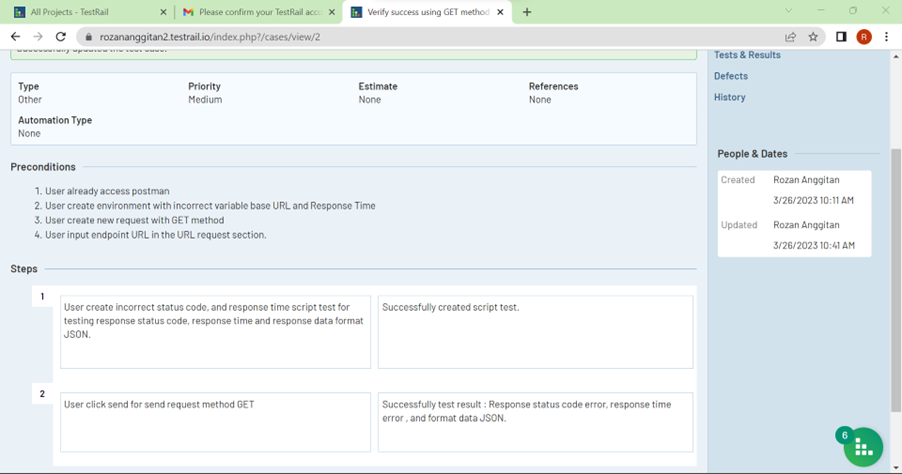 All Projects - TestRail
Please confirm your TestRail acc
Verify success using GET method
rozananggitan2.testrail.io/index.php?/cases/view/2
R
Successfully updated the test case.
Type
Other
Priority
Medium
Estimate
None
References
None
Automation Type
None
Preconditions
1. User already access postman
2. User create environment with incorrect variable base URL and Response Time
3. User create new request with GET method
4. User input endpoint URL in the URL request section.
Steps
1
User create incorrect status code, and response time script test for
testing response status code, response time and response data format
JSON.
Successfully created script test.
2
User click send for send request method GET
Successfully test result : Response status code error, response time
error , and format data JSON.
Tests & Results
Defects
History
People & Dates
Created Rozan Anggitan
3/26/2023 10:11 AM
Updated Rozan Anggitan
3/26/2023 10:41 AM
6